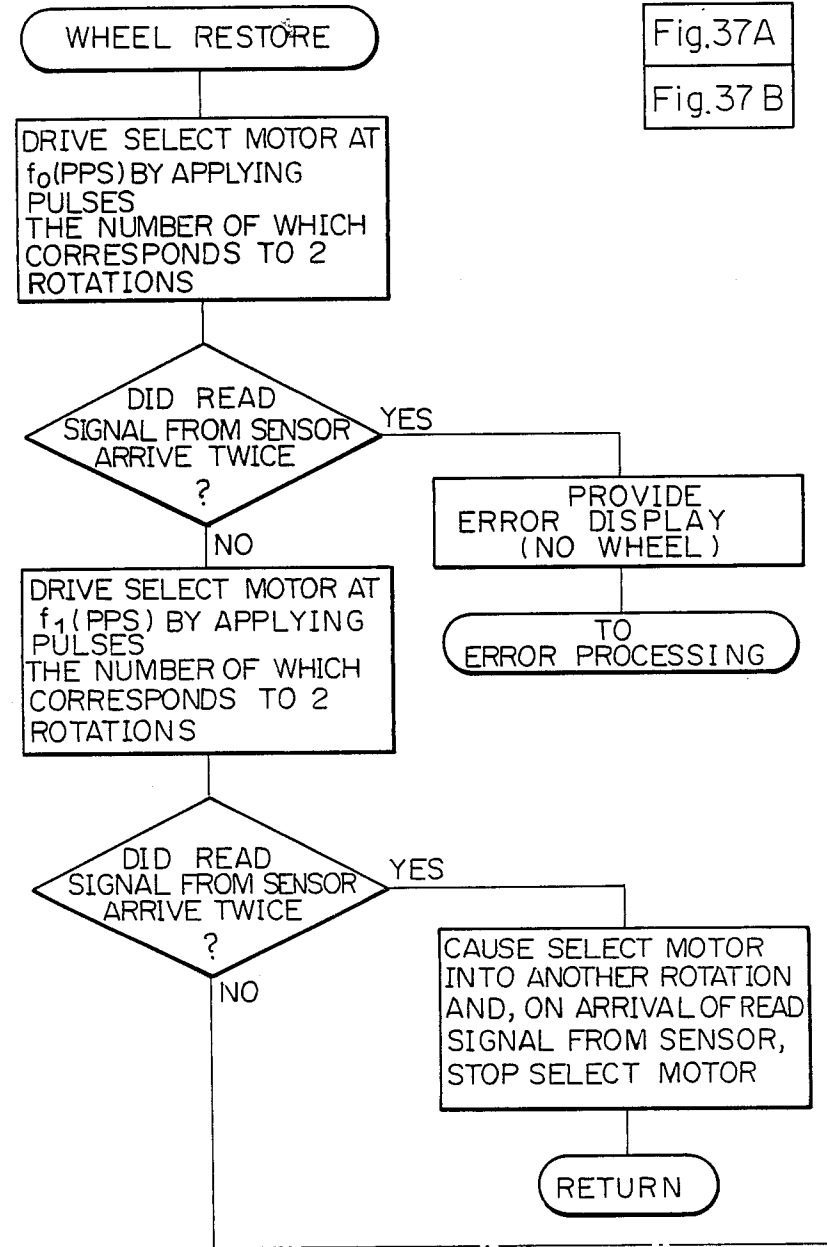 WHEEL RESTORE
Fig.37A
Fig.37B
DRIVE SELECT MOTOR AT
f0(PPS) BY APPLYING
PULSES
THE NUMBER OF WHICH
CORRESPONDS TO 2
ROTATIONS
DID READ
SIGNAL FROM SENSOR
ARRIVE TWICE
?
YES
NO
PROVIDE
ERROR DISPLAY
(NO WHEEL)
TO
ERROR PROCESSING
DRIVE SELECT MOTOR AT
f1(PPS) BY APPLYING
PULSES
THE NUMBER OF WHICH
CORRESPONDS TO 2
ROTATIONS
DID READ
SIGNAL FROM SENSOR
ARRIVE TWICE
?
YES
NO
CAUSE SELECT MOTOR
INTO ANOTHER ROTATION
AND, ON ARRIVAL OF READ
SIGNAL FROM SENSOR,
STOP SELECT MOTOR
RETURN